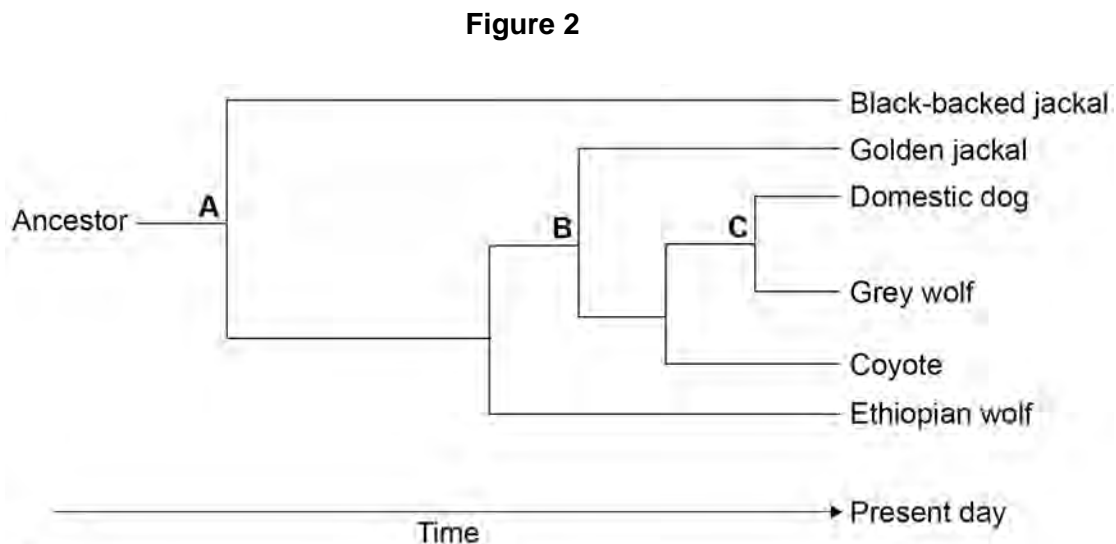 Figure 2
Black-backed jackal
Golden jackal
Domestic dog
A
Ancestor
B
C
Grey wolf
Coyote
Ethiopian wolf
Present day
Time